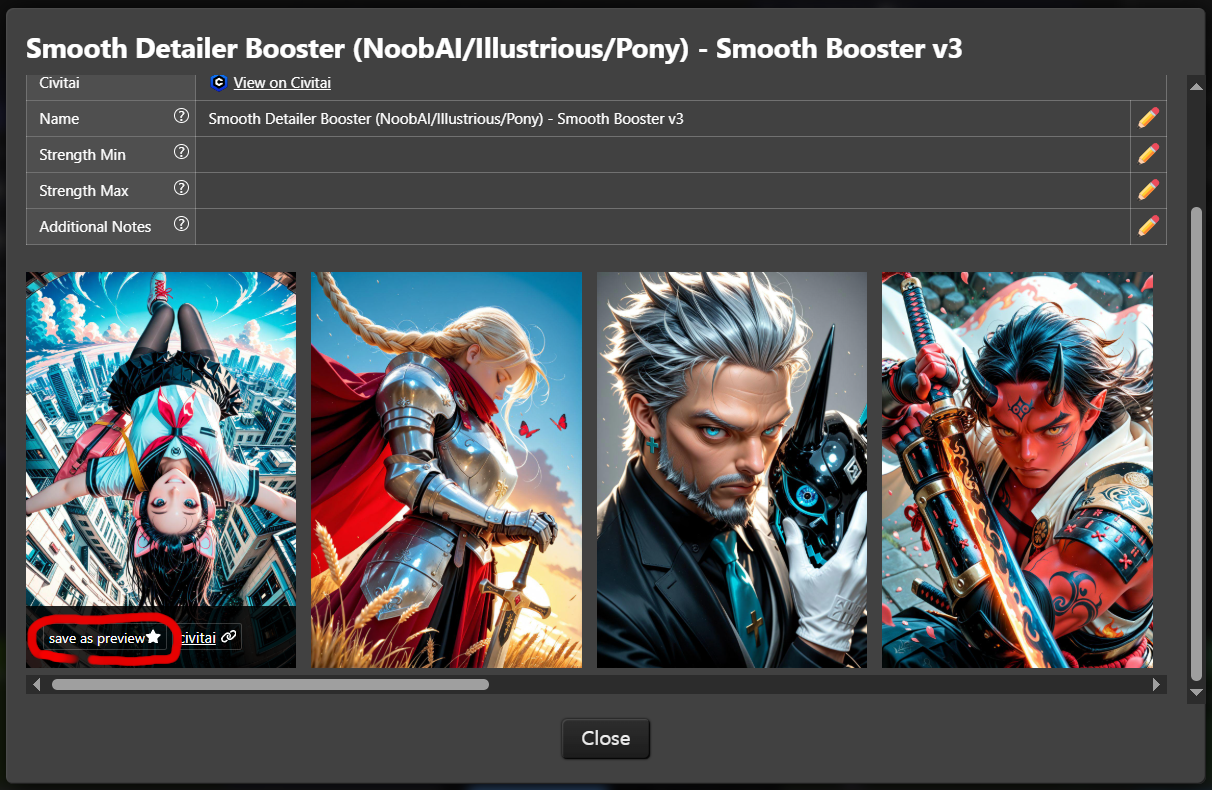 Smooth Detailer Booster (NoobAI/Illustrious/Pony) - Smooth Booster v3
Civitai View on Civitai
Name ? Smooth Detailer Booster (NoobAI/Illustrious/Pony) - Smooth Booster v3
Strength Min ?
Strength Max ?
Additional Notes ?
save as preview civitai
Close